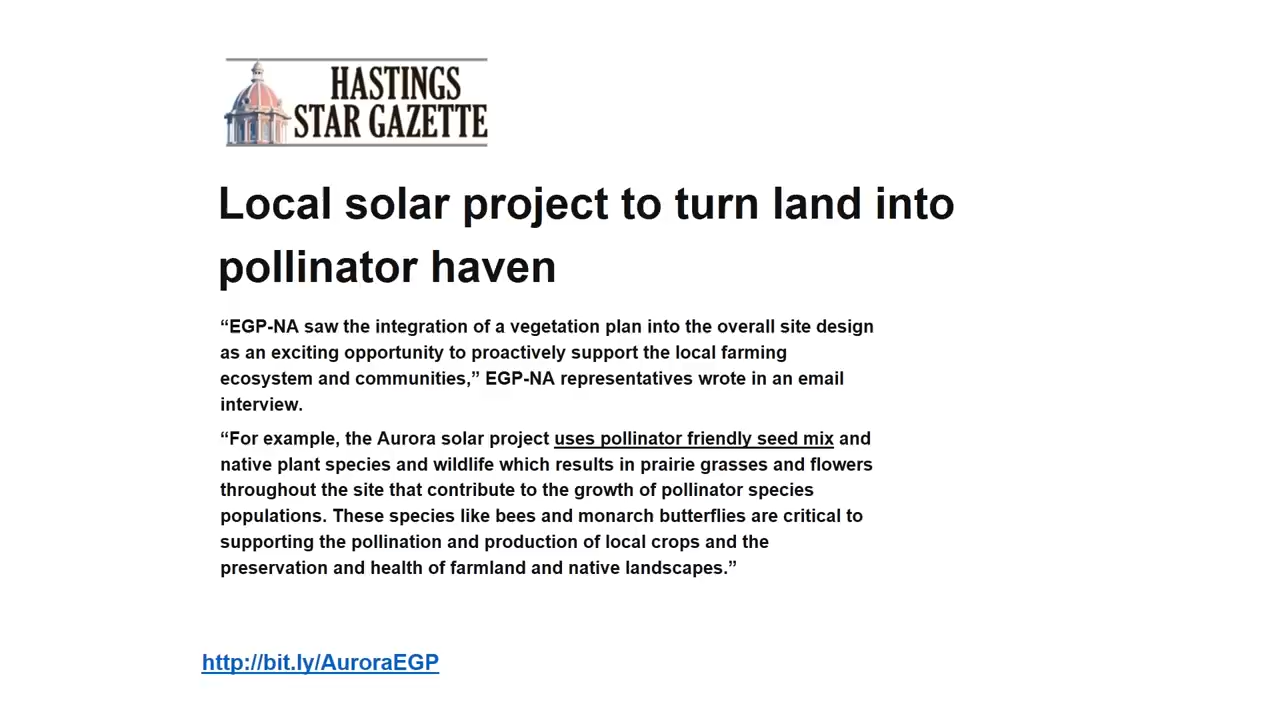 HASTINGS
STAR GAZETTE
Local solar project to turn land into
pollinator haven
“EGP-NA saw the integration of a vegetation plan into the overall site design
as an exciting opportunity to proactively support the local farming
ecosystem and communities,” EGP-NA representatives wrote in an email
interview.
“For example, the Aurora solar project uses pollinator friendly seed mix and
native plant species and wildlife which results in prairie grasses and flowers
throughout the site that contribute to the growth of pollinator species
populations. These species like bees and monarch butterflies are critical to
supporting the pollination and production of local crops and the
preservation and health of farmland and native landscapes.”
http://bit.ly/AuroraEGP